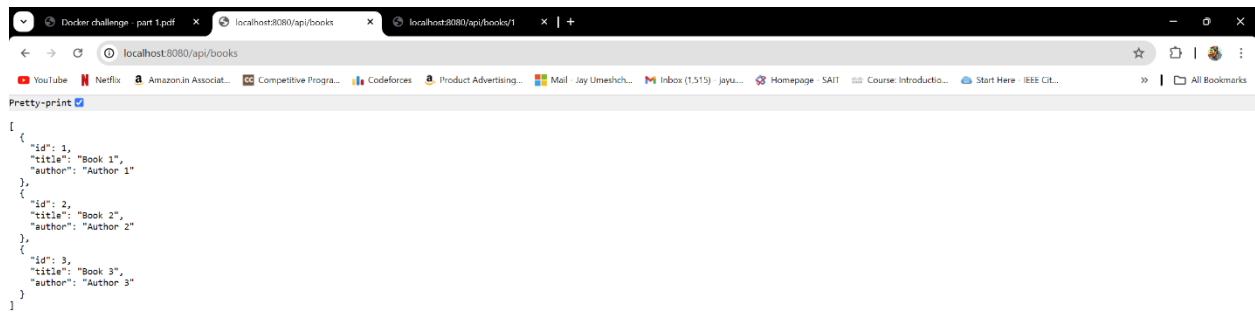 Docker challenge - part 1.pdf
localhost:8080/api/books
localhost:8080/api/books/1
localhost:8080/api/books
YouTube Netflix Amazon.in Associat... Competitive Progra... Codeforces Product Advertising... Mail - Jay Umeshch... Inbox (1,515) - jayu... Homepage - SAIT Course: Introductio... Start Here - IEEE Cit... » All Bookmarks
Pretty-print
[
  {
    "id": 1,
    "title": "Book 1",
    "author": "Author 1"
  },
  {
    "id": 2,
    "title": "Book 2",
    "author": "Author 2"
  },
  {
    "id": 3,
    "title": "Book 3",
    "author": "Author 3"
  }
]